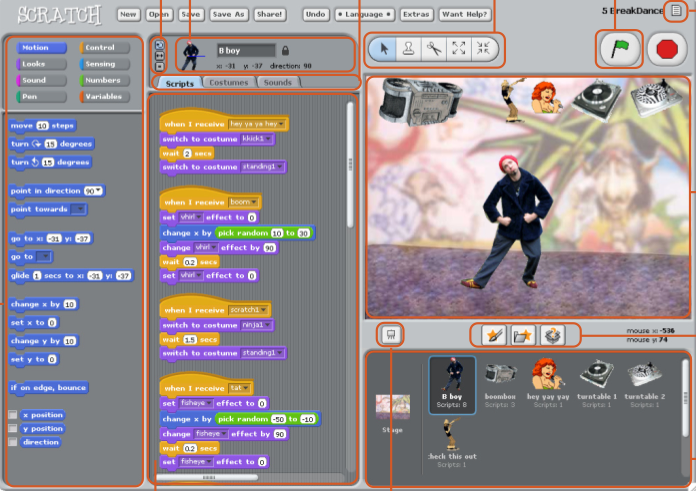 SCRATCH
New Open Save Save As Share! Undo Language Extras Want Help?
5 BreakDance
Motion Control
Looks Sensing
Sound Numbers
Pen Variables
B boy
x: -31 y: -37 direction: 90
Scripts Costumes Sounds
move 10 steps
turn 15 degrees
turn 15 degrees
point in direction 90
point towards
go to x: -31 y: -37
go to
glide 1 secs to x: -31 y: -37
change x by 10
set x to 0
change y by 10
set y to 0
if on edge, bounce
x position
y position
direction
when I receive hey ya ya hey
switch to costume kkick1
wait 2 secs
switch to costume standing1
when I receive boom
set whirl effect to 0
change x by pick random 10 to 30
change whirl effect by 90
wait 0.2 secs
set whirl effect to 0
when I receive scratch1
switch to costume ninja1
wait 1.5 secs
switch to costume standing1
when I receive tat
set fisheye effect to 0
change x by pick random -50 to -10
change fisheye effect by 90
wait 0.2 secs
set fisheye effect to 0
mouse x: -536
mouse y: 74
Stage
B boy
Scripts: 8
boombox
Scripts: 3
hey yay yay
Scripts: 1
turntable 1
Scripts: 1
turntable 2
Scripts: 1
check this out
Scripts: 1